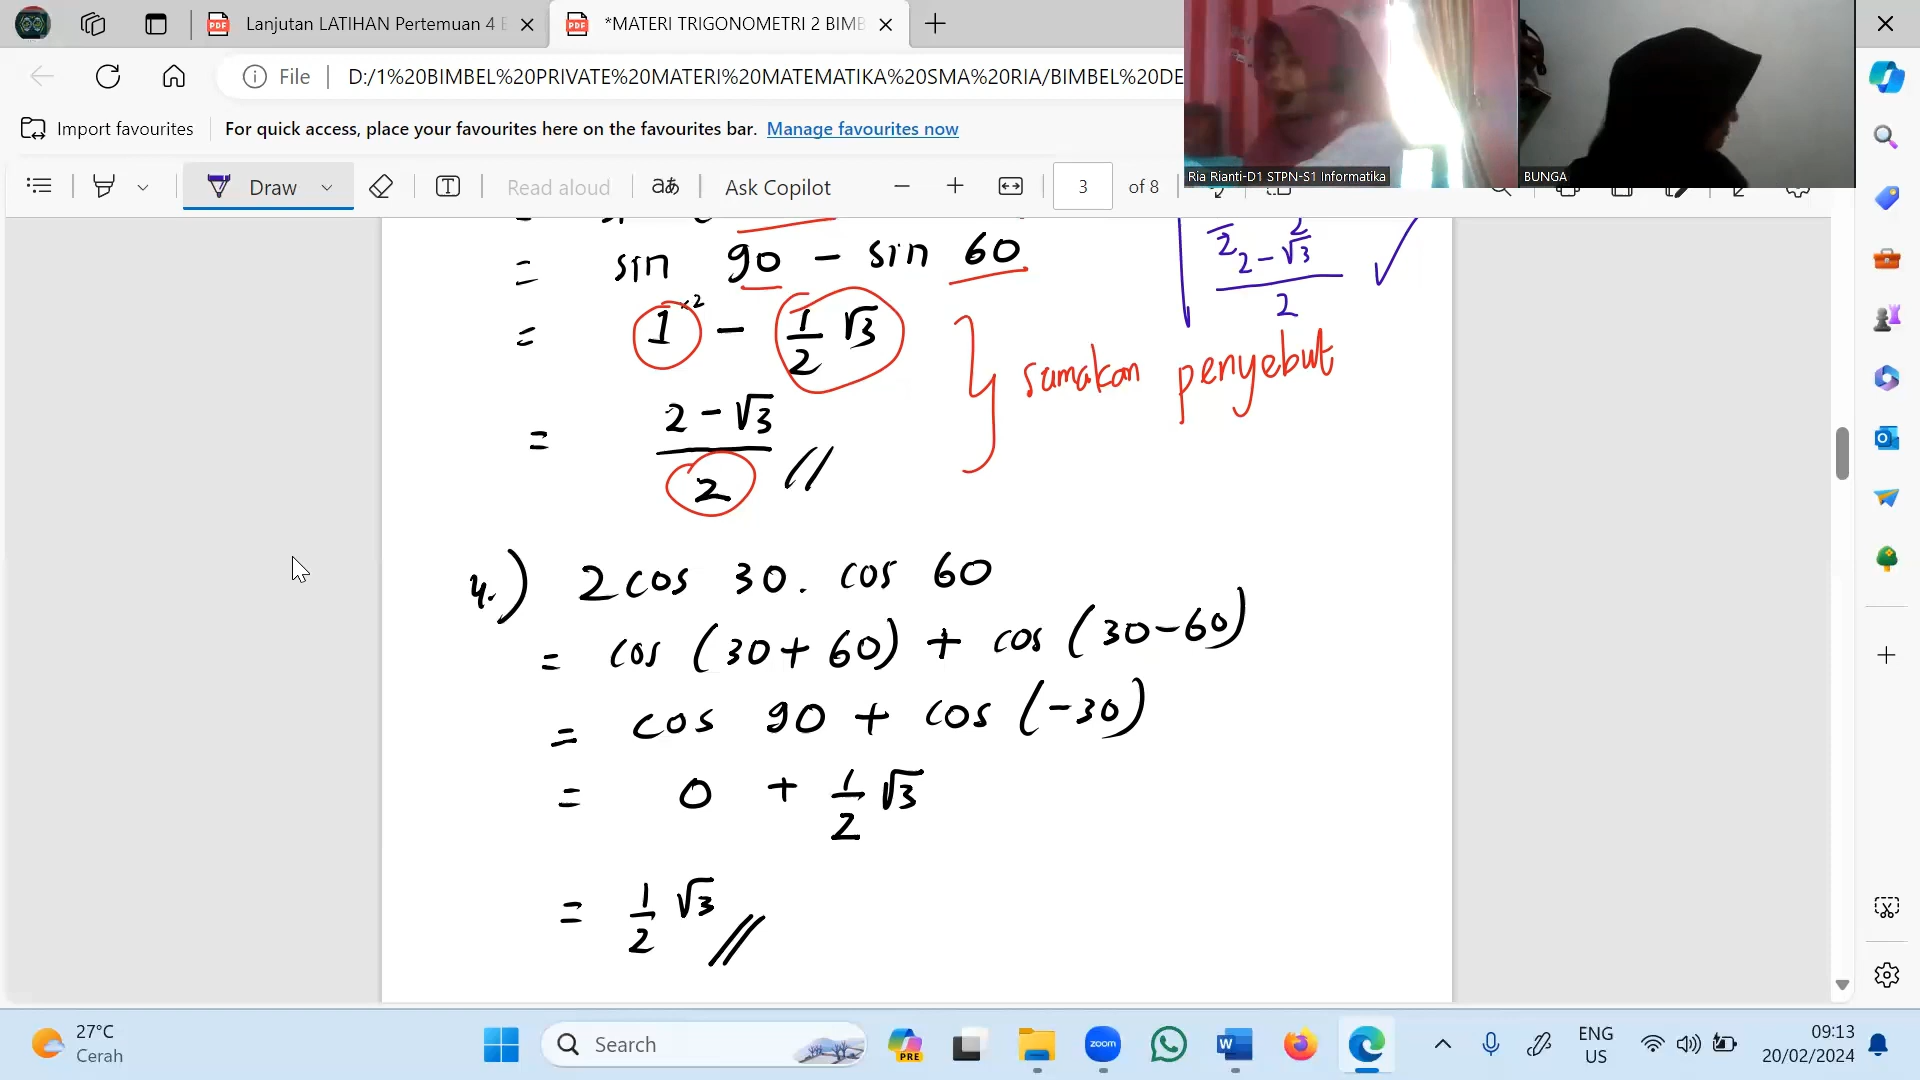 Lanjutan LATIHAN Pertemuan 4 B
*MATERI TRIGONOMETRI 2 BIMB
File
D:/1%20BIMBEL%20PRIVATE%20MATERI%20MATEMATIKA%20SMA%20RIA/BIMBEL%20DE
Import favourites
For quick access, place your favourites here on the favourites bar. Manage favourites now
Draw
Read aloud
aあ
Ask Copilot
3 of 8
Ria Rianti-D1 STPN-S1 Informatika
BUNGA
= sin 90 - sin 60
= 1 ×2 - 1/2 √3
samakan penyebut
= 2 - √3 / 2 //
2 - √3 / 2
4.) 2 cos 30 . cos 60
= cos (30 + 60) + cos (30 - 60)
= cos 90 + cos (-30)
= 0 + 1/2 √3
= 1/2 √3 //
27°C
Cerah
Search
PRE
zoom
ENG
US
09:13
20/02/2024